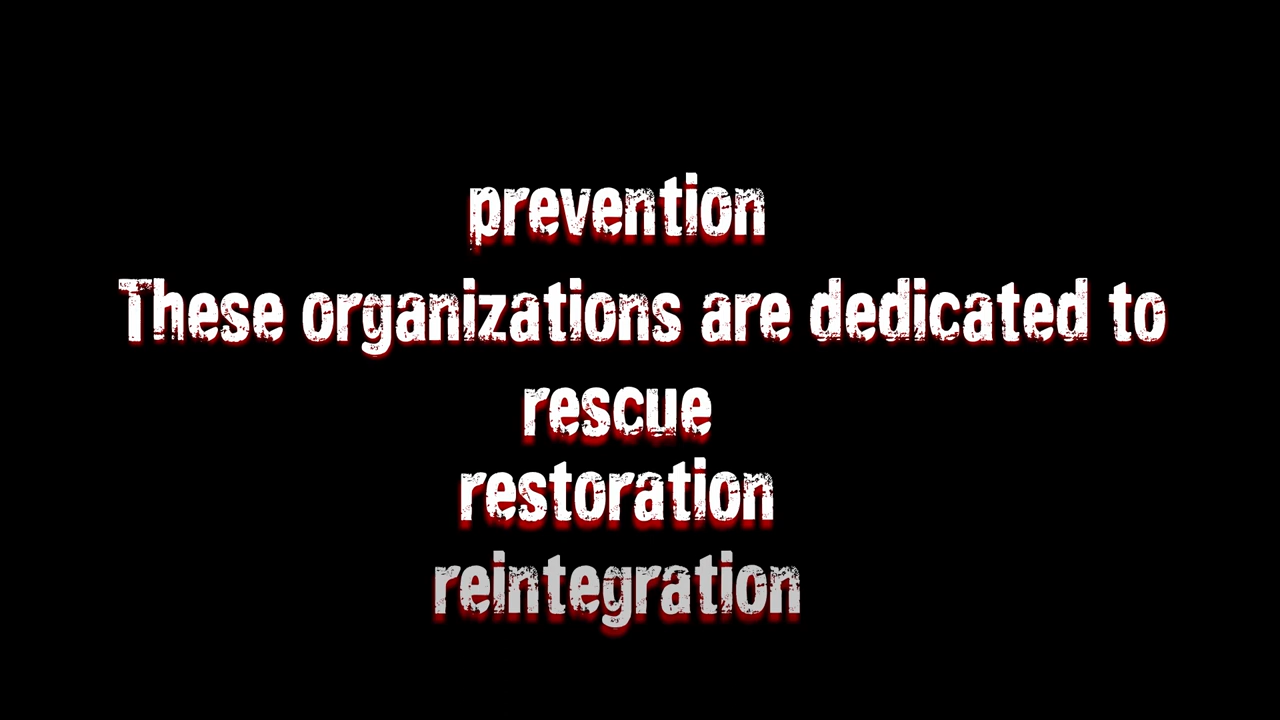 prevention
These organizations are dedicated to
rescue
restoration
reintegration